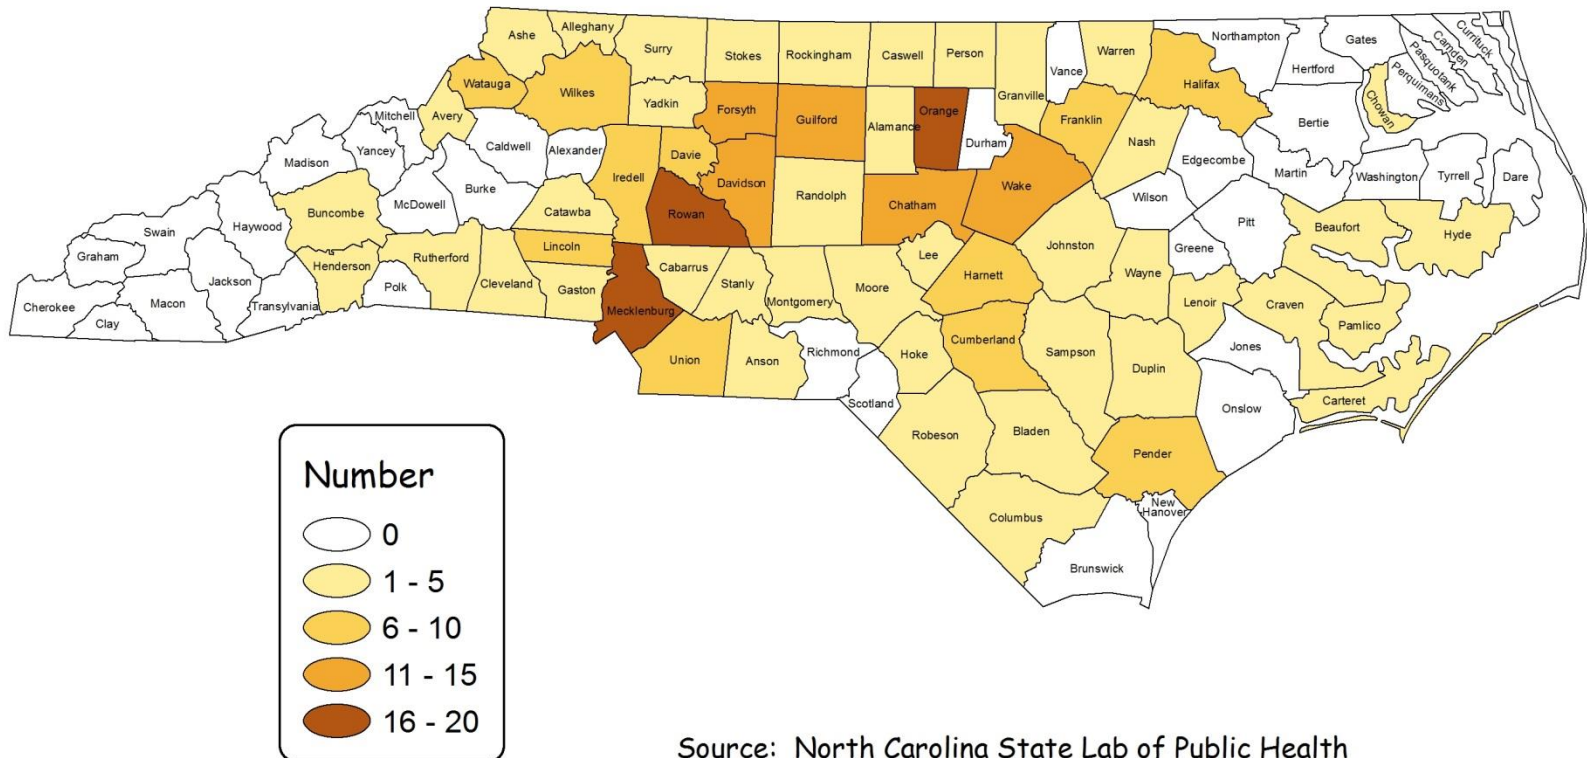 Ashe
Alleghany
Surry
Stokes
Rockingham
Caswell
Person
Granville
Vance
Warren
Northampton
Gates
Currituck
Camden
Pasquotank
Perquimans
Hertford
Halifax
Chowan
Bertie
Watauga
Wilkes
Yadkin
Forsyth
Guilford
Alamance
Orange
Durham
Franklin
Nash
Edgecombe
Martin
Washington
Tyrrell
Dare
Mitchell
Avery
Yancey
Madison
Caldwell
Alexander
Davie
Iredell
Davidson
Randolph
Chatham
Wake
Wilson
Burke
McDowell
Buncombe
Catawba
Rowan
Haywood
Swain
Graham
Jackson
Cherokee
Macon
Clay
Transylvania
Henderson
Polk
Rutherford
Cleveland
Lincoln
Gaston
Mecklenburg
Cabarrus
Stanly
Montgomery
Moore
Lee
Harnett
Johnston
Wayne
Greene
Pitt
Beaufort
Hyde
Lenoir
Craven
Pamlico
Jones
Carteret
Onslow
Duplin
Sampson
Cumberland
Hoke
Richmond
Scotland
Anson
Union
Robeson
Bladen
Pender
New
Hanover
Columbus
Brunswick
Number
0
1 - 5
6 - 10
11 - 15
16 - 20
Source: North Carolina State Lab of Public Health